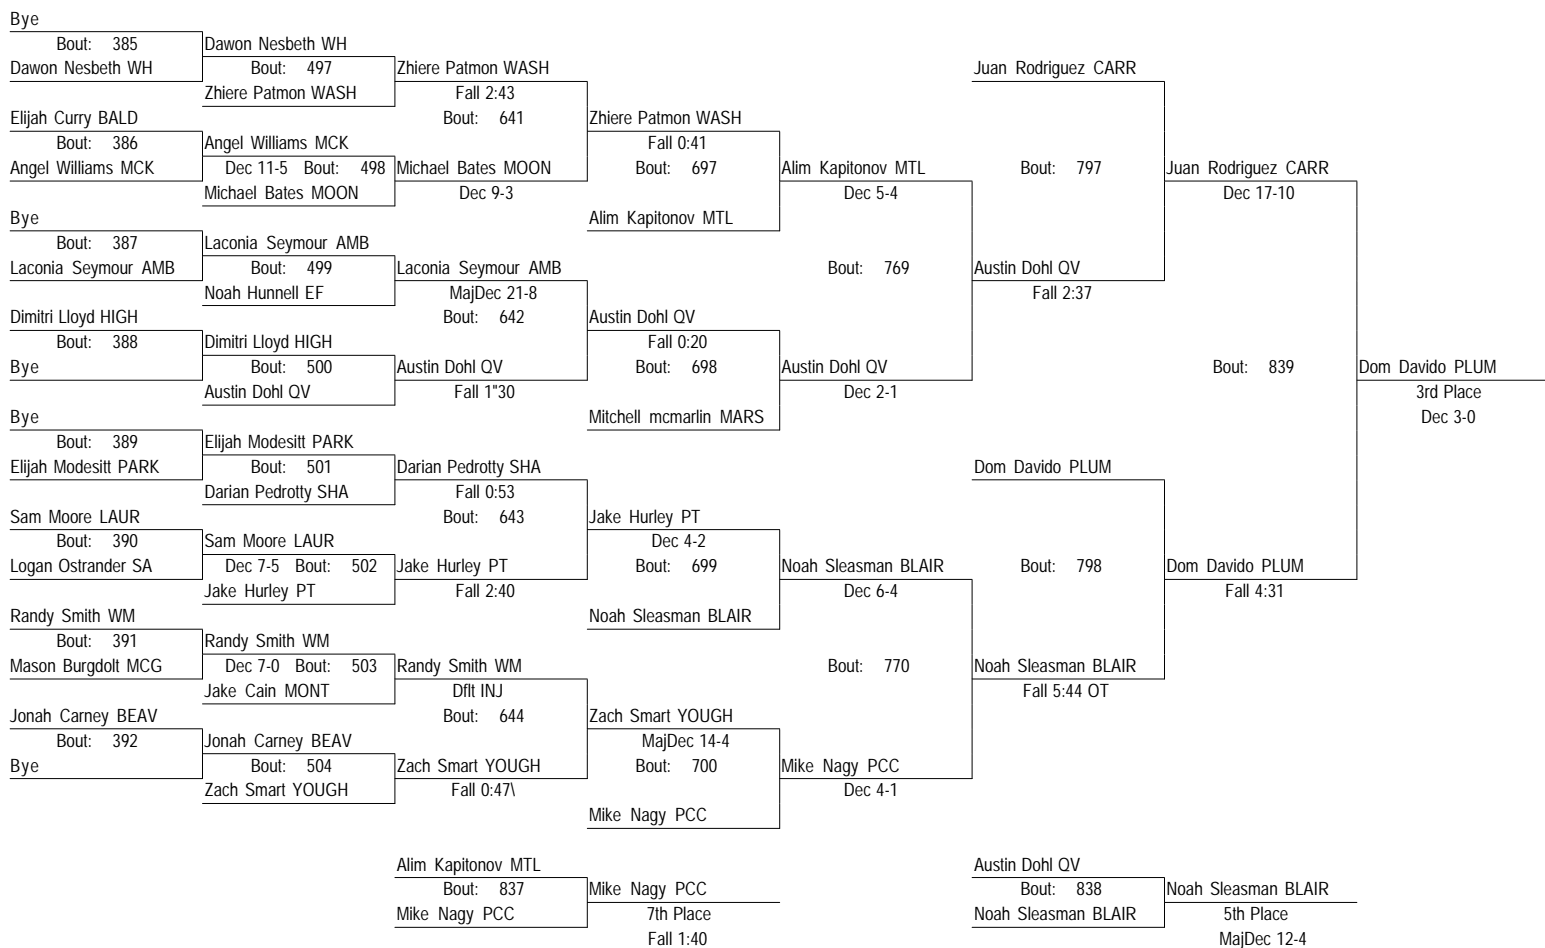 Bye
Bout: 385
Dawon Nesbeth WH
Elijah Curry BALD
Bout: 386
Angel Williams MCK
Bye
Bout: 387
Laconia Seymour AMB
Dimitri Lloyd HIGH
Bout: 388
Bye
Bye
Bout: 389
Elijah Modesitt PARK
Sam Moore LAUR
Bout: 390
Logan Ostrander SA
Randy Smith WM
Bout: 391
Mason Burgdolt MCG
Jonah Carney BEAV
Bout: 392
Bye
Dawon Nesbeth WH
Bout: 497
Zhiere Patmon WASH
Angel Williams MCK
Dec 11-5 Bout: 498
Michael Bates MOON
Laconia Seymour AMB
Bout: 499
Noah Hunnell EF
Dimitri Lloyd HIGH
Bout: 500
Austin Dohl QV
Elijah Modesitt PARK
Bout: 501
Darian Pedrotty SHA
Sam Moore LAUR
Dec 7-5 Bout: 502
Jake Hurley PT
Randy Smith WM
Dec 7-0 Bout: 503
Jake Cain MONT
Jonah Carney BEAV
Bout: 504
Zach Smart YOUGH
Zhiere Patmon WASH
Fall 2:43
Bout: 641
Michael Bates MOON
Dec 9-3
Laconia Seymour AMB
MajDec 21-8
Bout: 642
Austin Dohl QV
Fall 1"30
Darian Pedrotty SHA
Fall 0:53
Bout: 643
Jake Hurley PT
Fall 2:40
Randy Smith WM
Dflt INJ
Bout: 644
Zach Smart YOUGH
Fall 0:47\
Zhiere Patmon WASH
Fall 0:41
Bout: 697
Alim Kapitonov MTL
Austin Dohl QV
Fall 0:20
Bout: 698
Mitchell mcmarlin MARS
Jake Hurley PT
Dec 4-2
Bout: 699
Noah Sleasman BLAIR
Zach Smart YOUGH
MajDec 14-4
Bout: 700
Mike Nagy PCC
Alim Kapitonov MTL
Dec 5-4
Bout: 769
Austin Dohl QV
Dec 2-1
Noah Sleasman BLAIR
Dec 6-4
Bout: 770
Mike Nagy PCC
Dec 4-1
Juan Rodriguez CARR
Bout: 797
Austin Dohl QV
Fall 2:37
Dom Davido PLUM
Bout: 798
Noah Sleasman BLAIR
Fall 5:44 OT
Juan Rodriguez CARR
Dec 17-10
Bout: 839
Dom Davido PLUM
Fall 4:31
Dom Davido PLUM
3rd Place
Dec 3-0
Alim Kapitonov MTL
Bout: 837
Mike Nagy PCC
Mike Nagy PCC
7th Place
Fall 1:40
Austin Dohl QV
Bout: 838
Noah Sleasman BLAIR
Noah Sleasman BLAIR
5th Place
MajDec 12-4